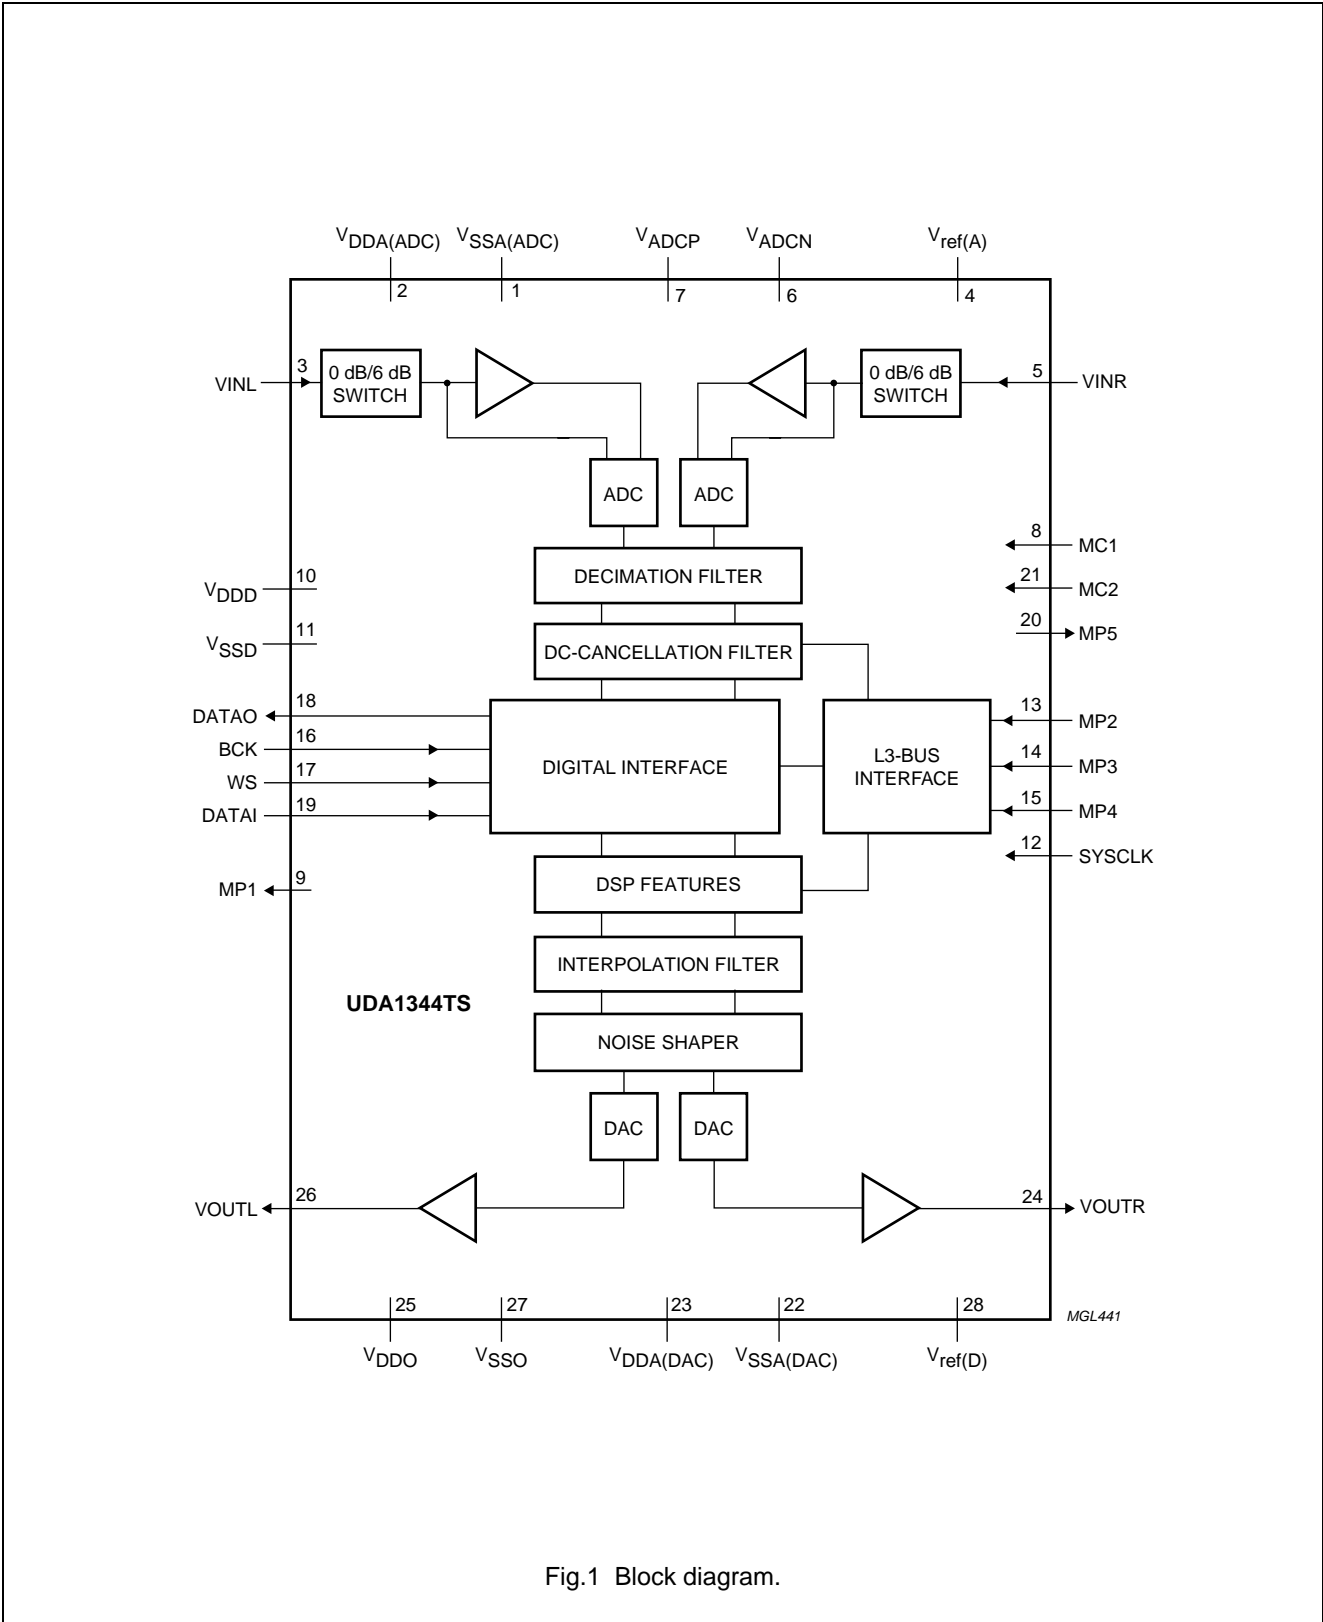 VDDA(ADC) VSSA(ADC) VADCP VADCN Vref(A)
2 1 7 6 4
VINL 3 0 dB/6 dB SWITCH 0 dB/6 dB SWITCH 5 VINR
ADC ADC
8 MC1
DECIMATION FILTER
VDDD 10
21 MC2
20 MP5
VSSD 11
DC-CANCELLATION FILTER
DATAO 18
13 MP2
BCK 16
DIGITAL INTERFACE
L3-BUS
INTERFACE
14 MP3
WS 17
DATAI 19
15 MP4
12 SYSCLK
MP1 9
DSP FEATURES
INTERPOLATION FILTER
UDA1344TS
NOISE SHAPER
DAC DAC
VOUTL 26 24 VOUTR
25 27 23 22 28
MGL441
VDDO VSSO VDDA(DAC) VSSA(DAC) Vref(D)
Fig.1 Block diagram.